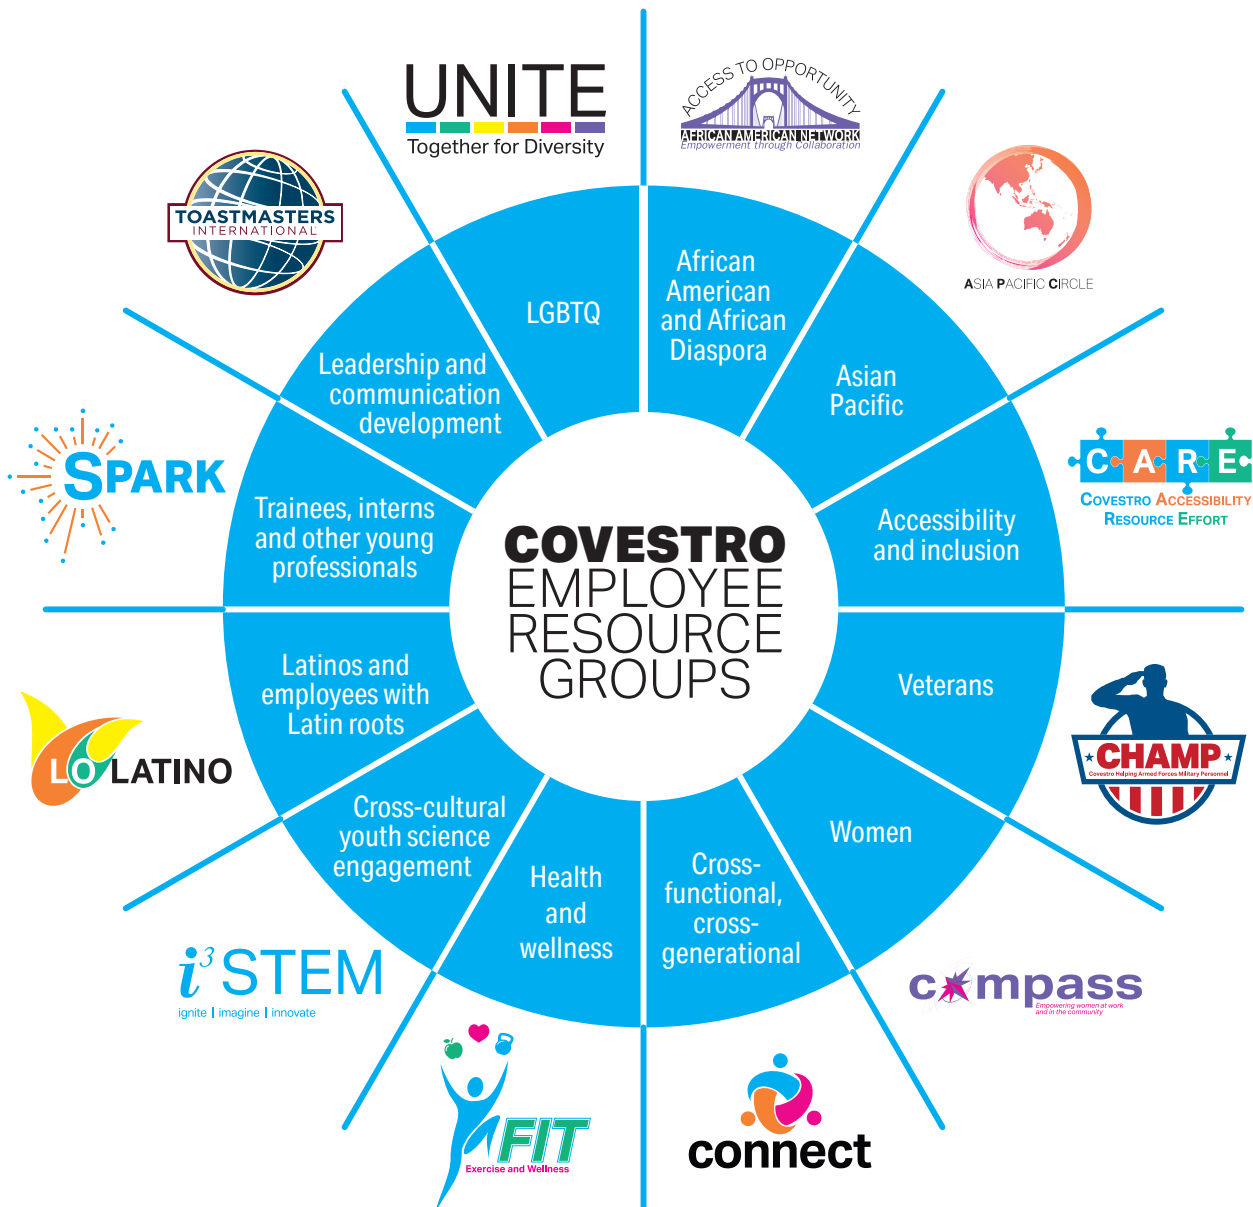 COVESTRO
EMPLOYEE
RESOURCE
GROUPS
UNITE
Together for Diversity
LGBTQ
ACCESS TO OPPORTUNITY
AFRICAN AMERICAN NETWORK
Empowerment through Collaboration
African
American
and African
Diaspora
ASIA PACIFIC CIRCLE
Asian
Pacific
CARE
COVESTRO ACCESSIBILITY
RESOURCE EFFORT
Accessibility
and inclusion
CHAMP
Covestro Helping Armed Forces Military Personnel
Veterans
compass
Empowering women at work
and in the community
Women
connect
Cross-
functional,
cross-
generational
FIT
Exercise and Wellness
Health
and
wellness
i³ STEM
ignite | imagine | innovate
Cross-cultural
youth science
engagement
LO LATINO
Latinos and
employees with
Latin roots
SPARK
Trainees, interns
and other young
professionals
TOASTMASTERS
INTERNATIONAL
Leadership and
communication
development